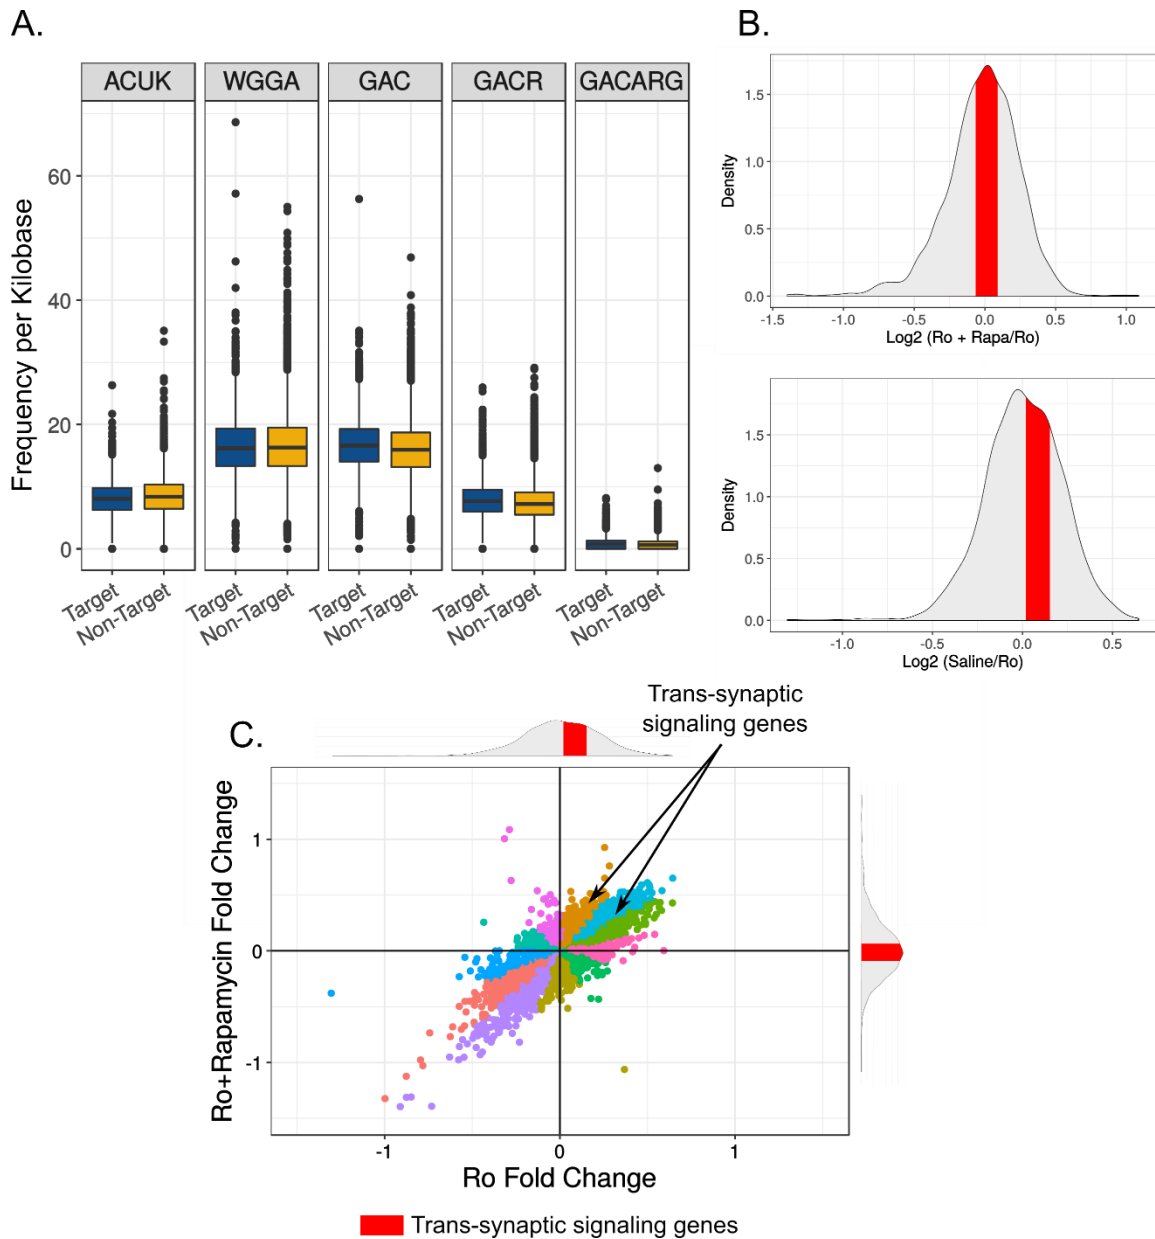 A.
B.
ACUK
WGGA
GAC
GACR
GACARG
Frequency per Kilobase
60
40
20
0
Target
Non-Target
Target
Non-Target
Target
Non-Target
Target
Non-Target
Target
Non-Target
Density
1.5
1.0
0.5
0.0
-1.5
-1.0
-0.5
0.0
0.5
1.0
Log2 (Ro + Rapa/Ro)
Density
1.5
1.0
0.5
0.0
-1.0
-0.5
0.0
0.5
Log2 (Saline/Ro)
C.
Trans-synaptic
signaling genes
Ro+Rapamycin Fold Change
1
0
-1
-1
0
1
Ro Fold Change
Trans-synaptic signaling genes